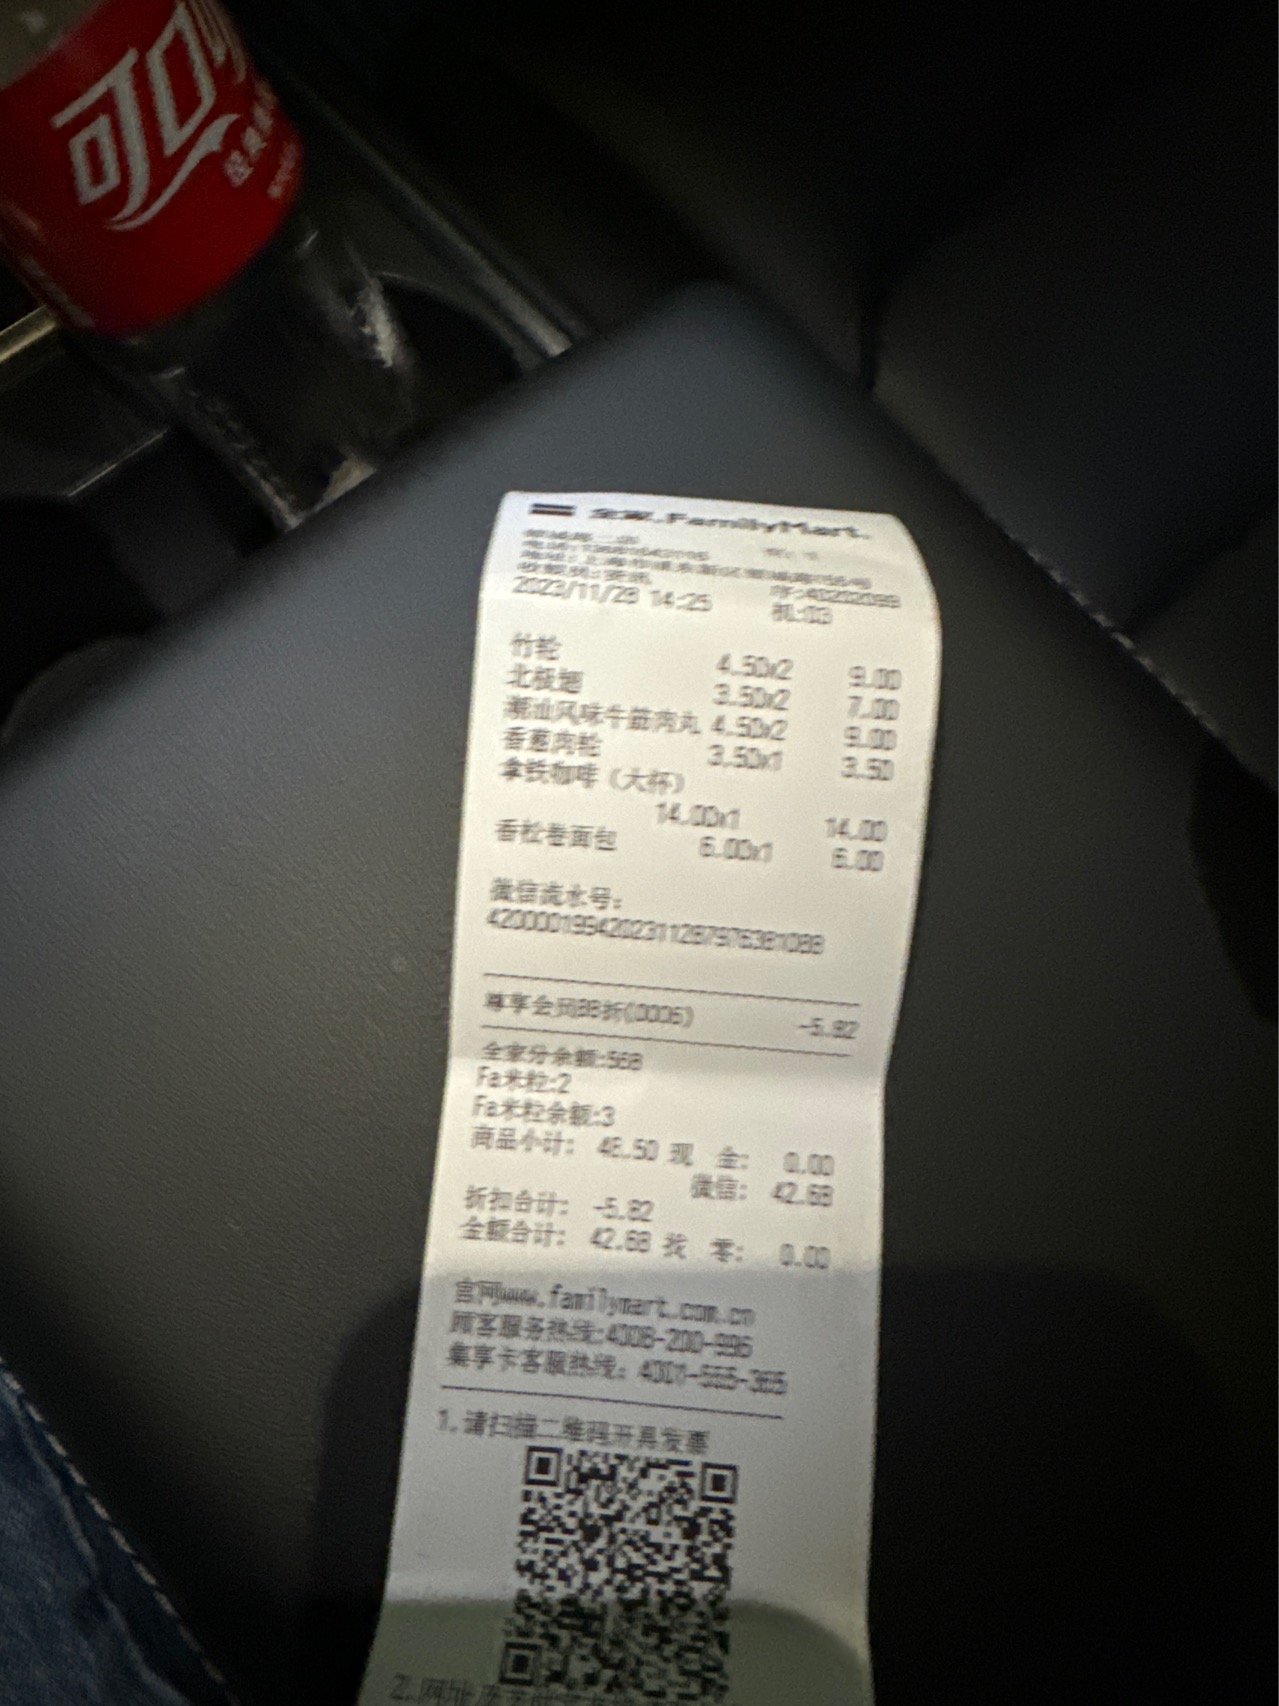 可口
全家.FamilyMart.
2023/11/28 14:25
机:03
竹轮 4.50x2 9.00
北极翅 3.50x2 7.00
潮汕风味牛筋肉丸 4.50x2 9.00
香葱肉轮 3.50x1 3.50
拿铁咖啡（大杯）
14.00x1 14.00
香松卷面包 6.00x1 6.00
微信流水号：
4200001994202311287976381088
尊享会员88折(0006) -5.82
全家分余额:568
Fa米粒:2
Fa米粒余额:3
商品小计： 48.50 现 金： 0.00
微信： 42.68
折扣合计： -5.82
金额合计： 42.68 找 零： 0.00
官网www.familymart.com.cn
顾客服务热线:4008-200-996
集享卡客服热线：4001-555-365
1.请扫描二维码开具发票
2.网址